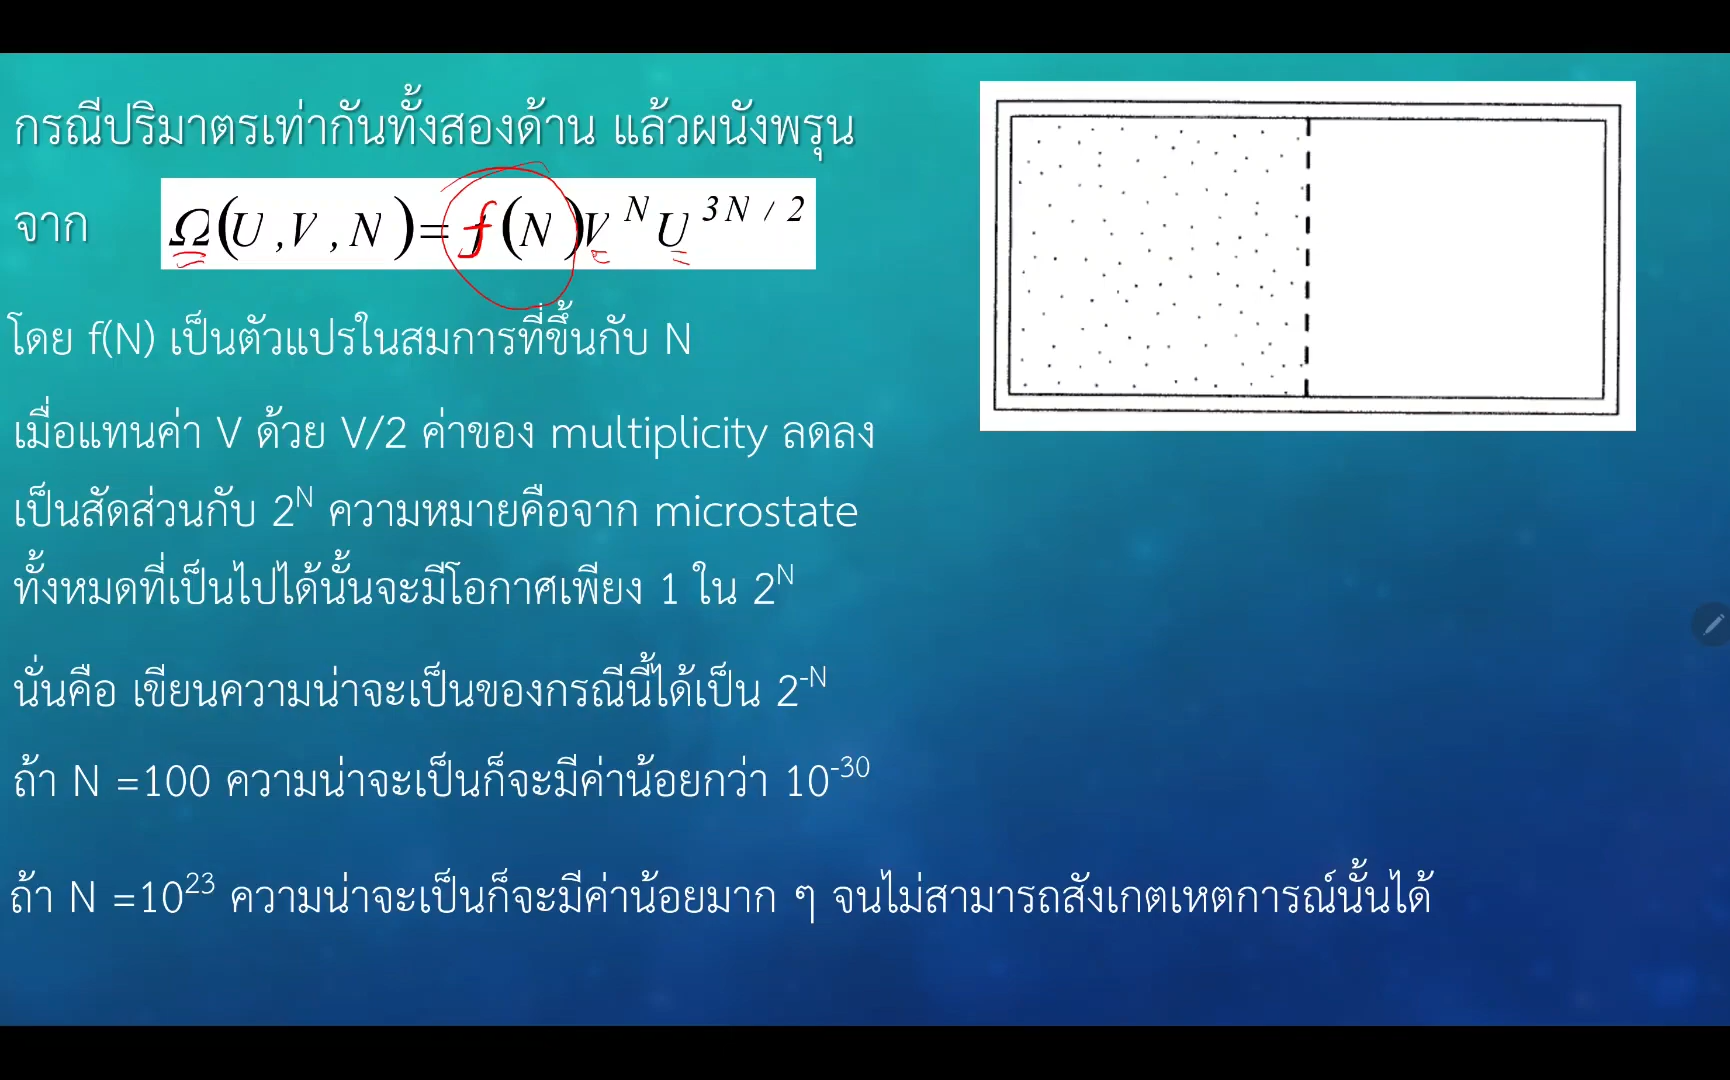 กรณีปริมาตรเท่ากันทั้งสองด้าน แล้วผนังพรุน
จาก Ω(U,V,N)=f(N)V^N U^3N/2
โดย f(N) เป็นตัวแปรในสมการที่ขึ้นกับ N
เมื่อแทนค่า V ด้วย V/2 ค่าของ multiplicity ลดลง
เป็นสัดส่วนกับ 2^N ความหมายคือจาก microstate
ทั้งหมดที่เป็นไปได้นั้นจะมีโอกาศเพียง 1 ใน 2^N
นั่นคือ เขียนความน่าจะเป็นของกรณีนี้ได้เป็น 2^-N
ถ้า N =100 ความน่าจะเป็นก็จะมีค่าน้อยกว่า 10^-30
ถ้า N =10^23 ความน่าจะเป็นก็จะมีค่าน้อยมาก ๆ จนไม่สามารถสังเกตเหตการณ์นั้นได้